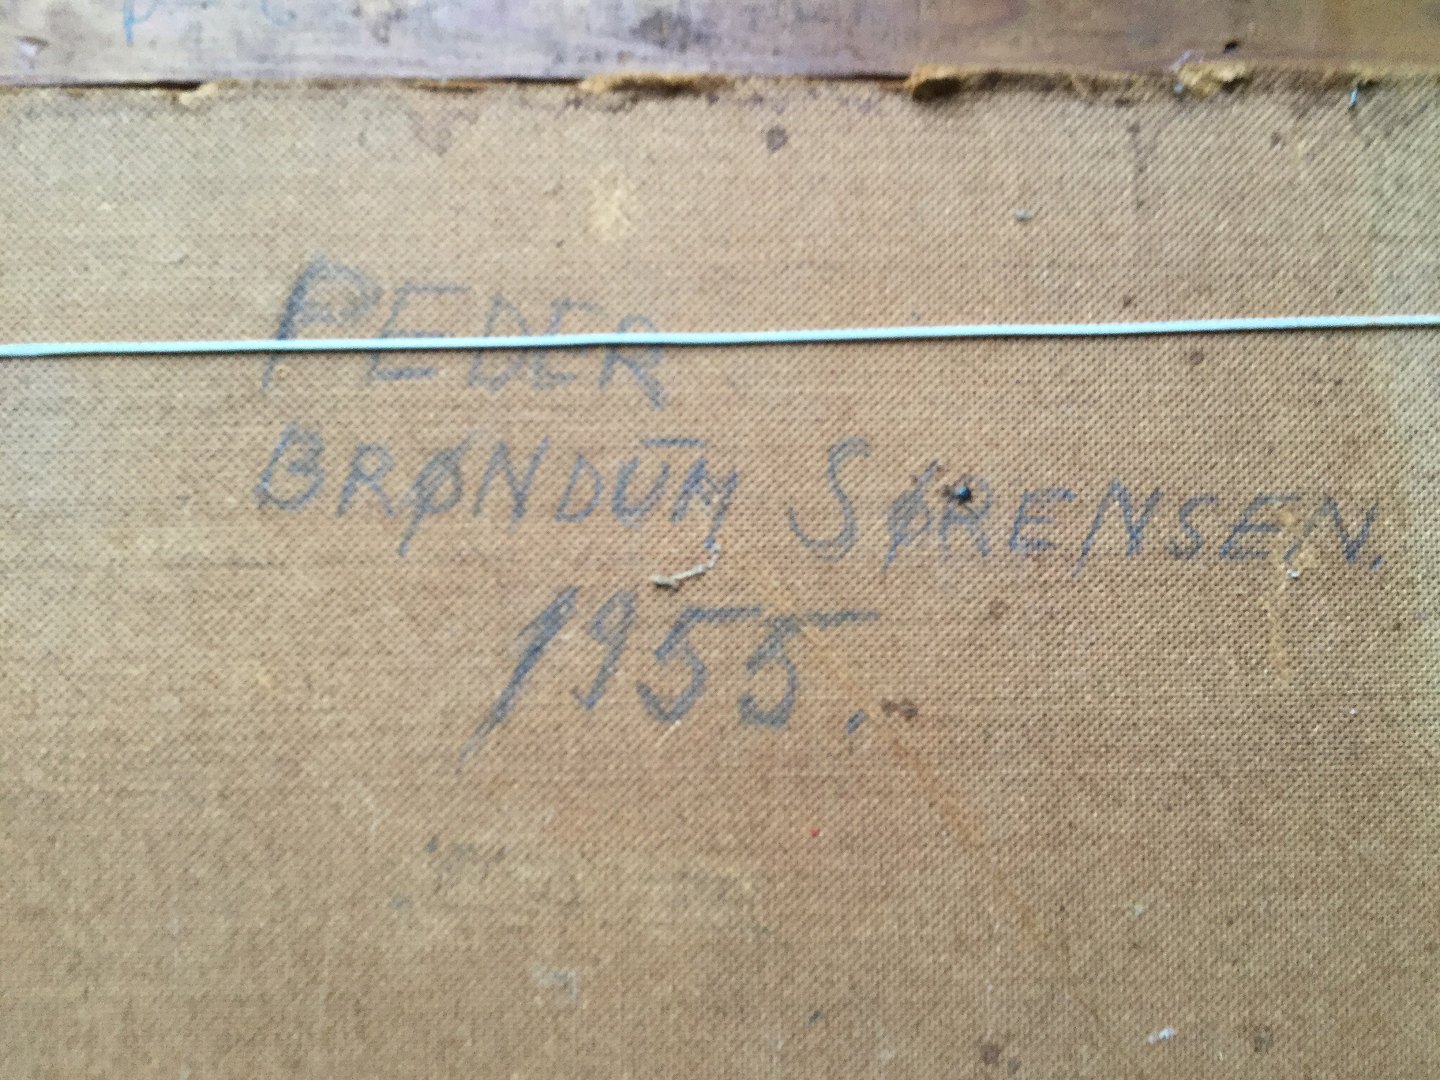 PEDER
BRØNDUM SØRENSEN.
1955.